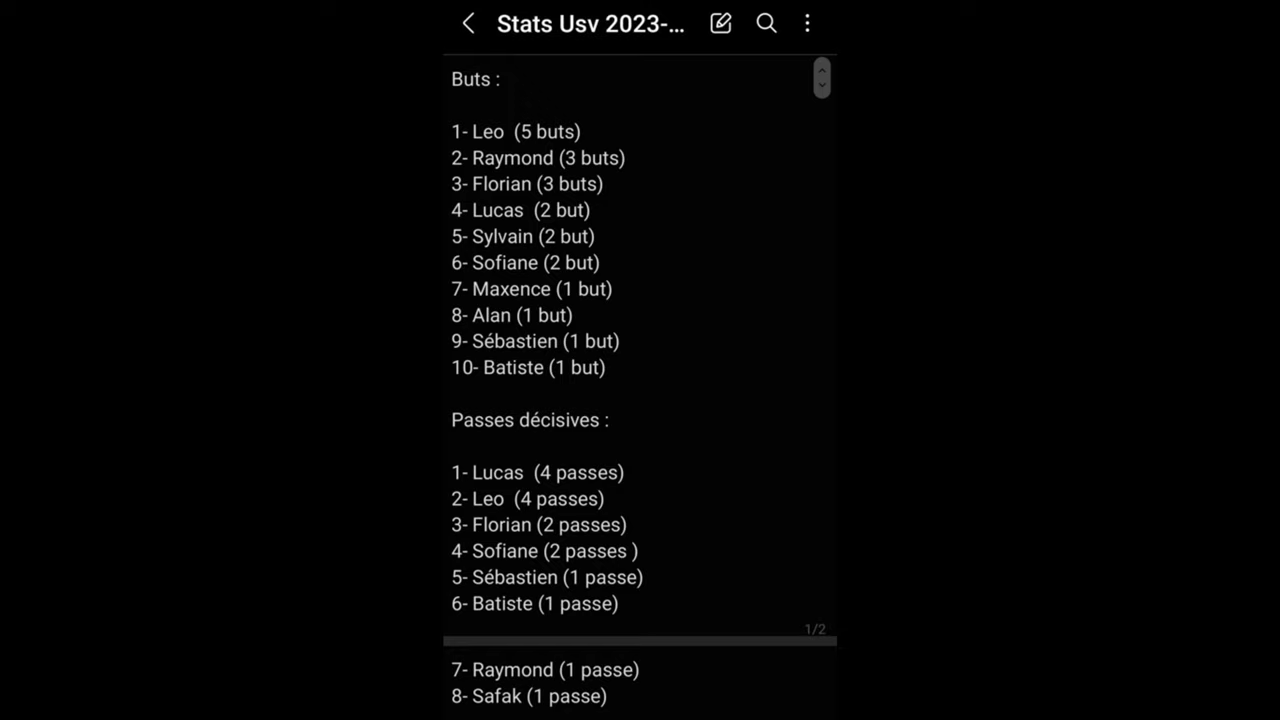 Stats Usv 2023-...
Buts :
1- Leo (5 buts)
2- Raymond (3 buts)
3- Florian (3 buts)
4- Lucas (2 but)
5- Sylvain (2 but)
6- Sofiane (2 but)
7- Maxence (1 but)
8- Alan (1 but)
9- Sébastien (1 but)
10- Batiste (1 but)
Passes décisives :
1- Lucas (4 passes)
2- Leo (4 passes)
3- Florian (2 passes)
4- Sofiane (2 passes )
5- Sébastien (1 passe)
6- Batiste (1 passe)
1/2
7- Raymond (1 passe)
8- Safak (1 passe)